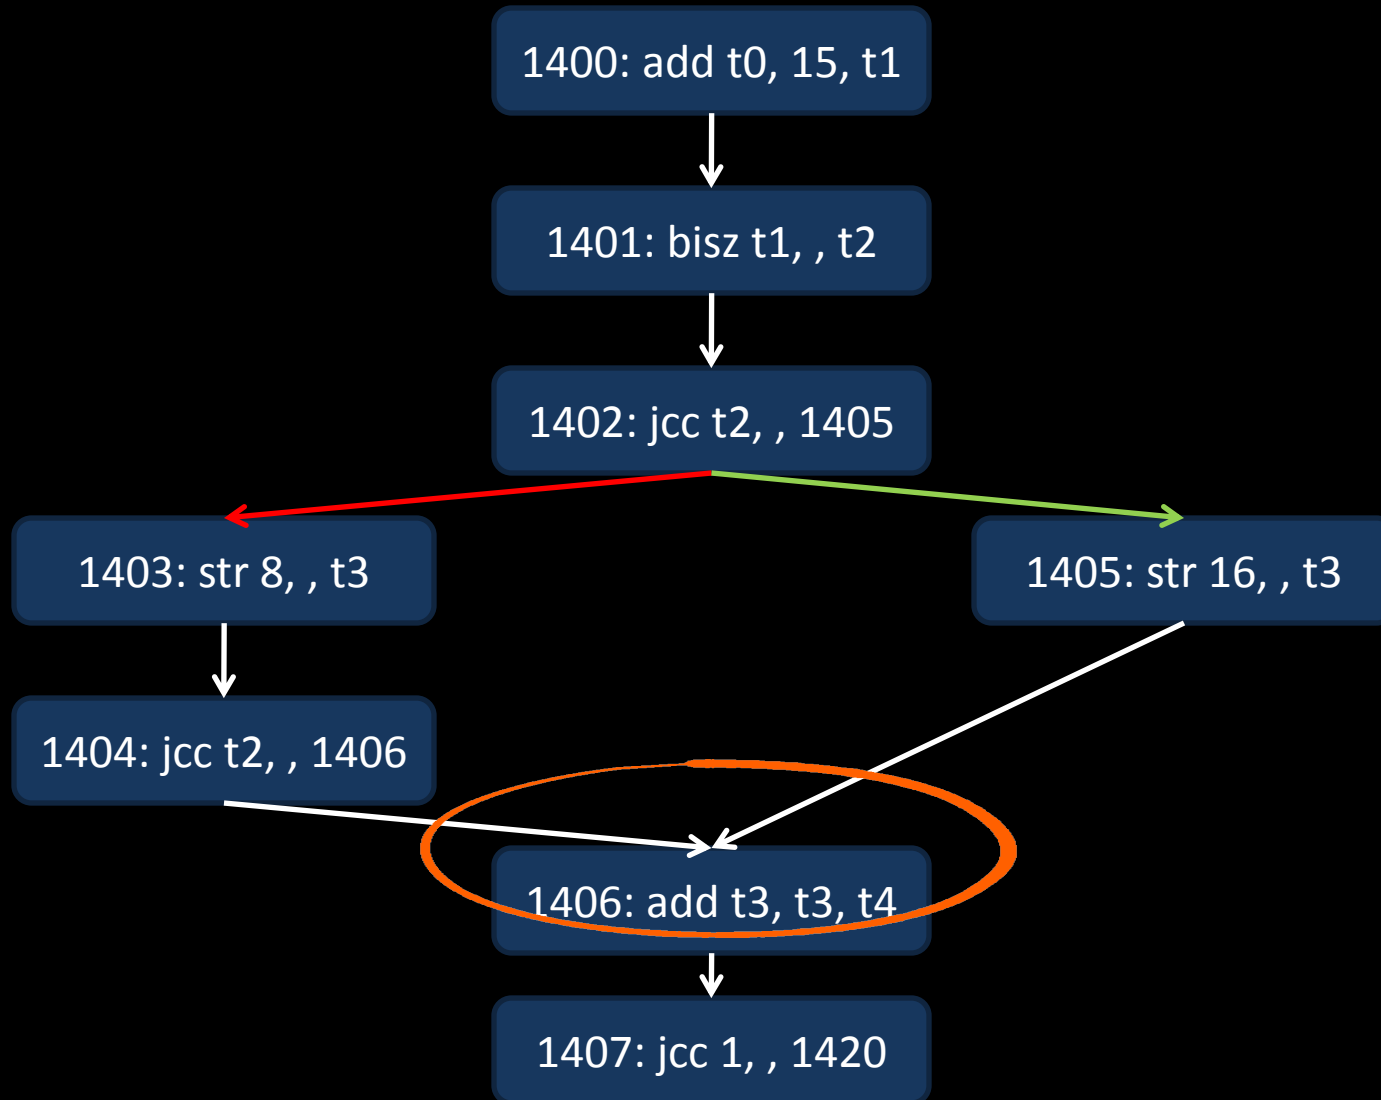 1400: add t0, 15, t1
1401: bisz t1, , t2
1402: jcc t2, , 1405
1403: str 8, , t3
1405: str 16, , t3
1404: jcc t2, , 1406
1406: add t3, t3, t4
1407: jcc 1, , 1420